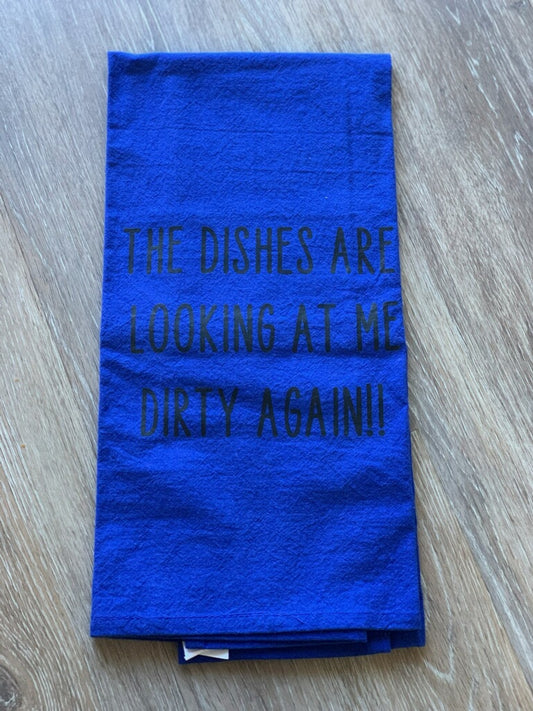 THE DISHES ARE
LOOKING AT ME
DIRTY AGAIN!!